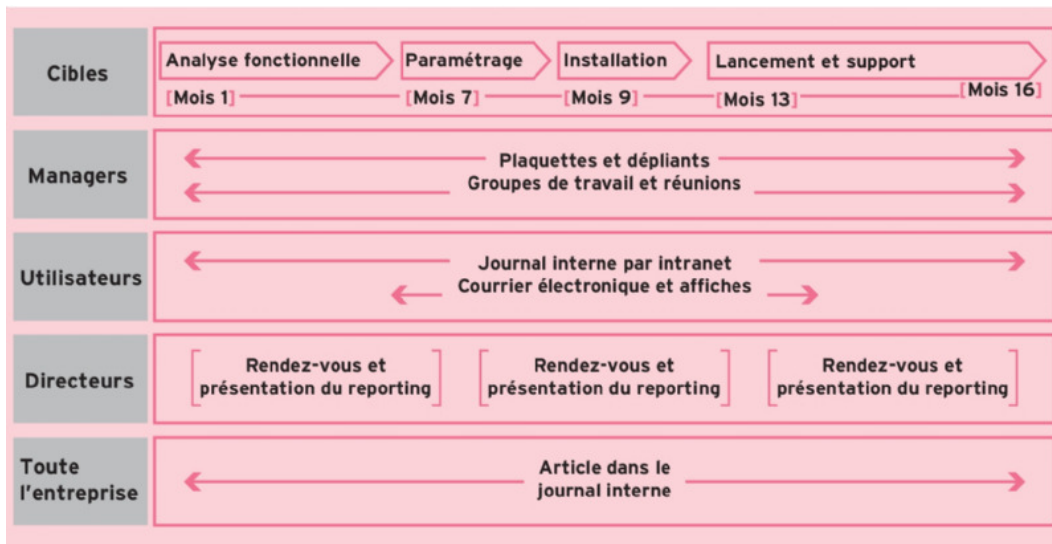 Cibles
Analyse fonctionnelle
Paramétrage
Installation
Lancement et support
[Mois 1]
[Mois 7]
[Mois 9]
[Mois 13]
[Mois 16]
Managers
Plaquettes et dépliants
Groupes de travail et réunions
Utilisateurs
Journal interne par intranet
Courrier électronique et affiches
Directeurs
Rendez-vous et
présentation du reporting
Rendez-vous et
présentation du reporting
Rendez-vous et
présentation du reporting
Toute
l'entreprise
Article dans le
journal interne